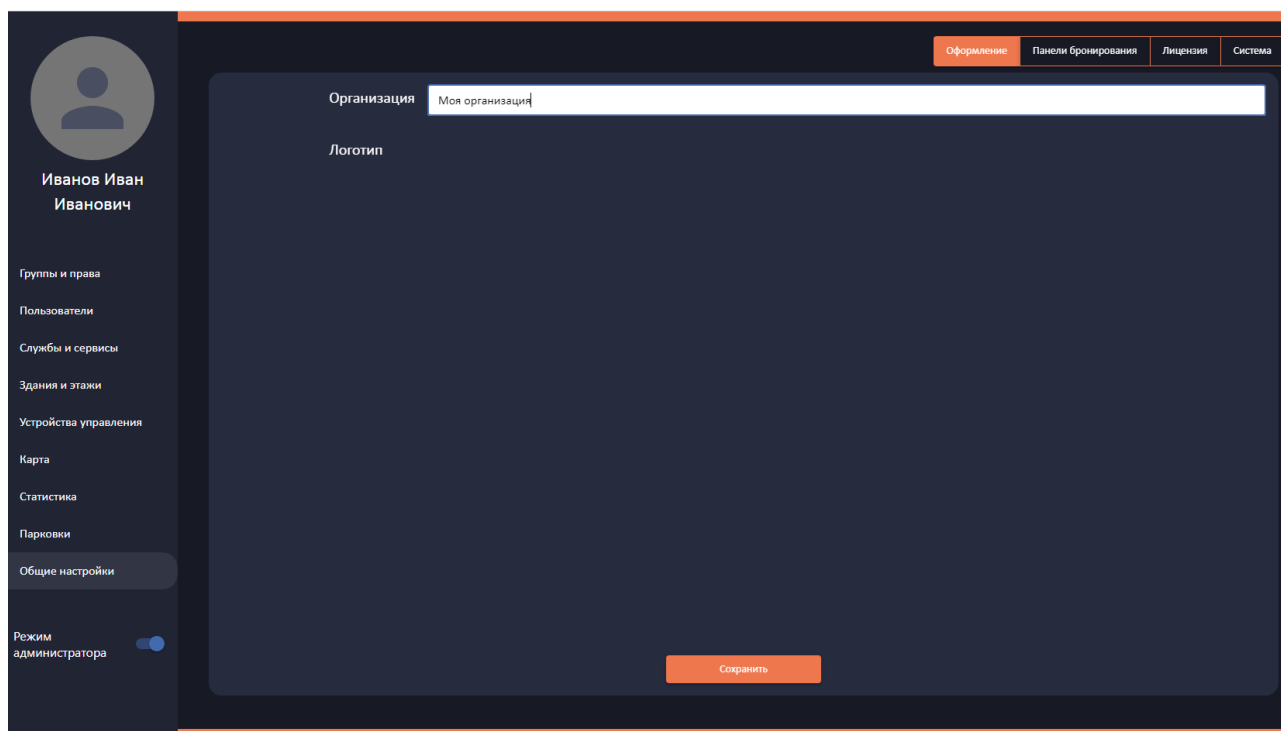 Оформление
Панели бронирования
Лицензия
Система
Организация
Моя организация
Логотип
Иванов Иван
Иванович
Группы и права
Пользователи
Службы и сервисы
Здания и этажи
Устройства управления
Карта
Статистика
Парковки
Общие настройки
Режим
администратора
Сохранить